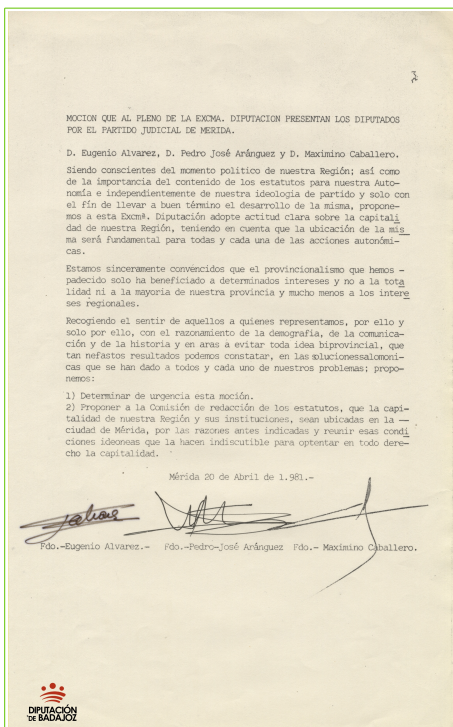 MOCION QUE AL PLENO DE LA EXCMA. DIPUTACION PRESENTAN LOS DIPUTADOS
POR EL PARTIDO JUDICIAL DE MERIDA.
D. Eugenio Alvarez, D. Pedro José Aránguez y D. Maximino Caballero.
Siendo conscientes del momento politico de nuestra Región; así como
de la importancia del contenido de los estatutos para nuestra Auto-
nomía e independientemente de nuestra ideologia de partido y solo con
el fín de llevar a buen término el desarrollo de la misma, propone-
mos a esta Excmª. Diputación adopte actitud clara sobre la capitali
dad de nuestra Región, teniendo en cuenta que la ubicación de la mis
ma será fundamental para todas y cada una de las acciones autonómi-
cas.
Estamos sinceramente convencidos que el provincionalismo que hemos -
padecido solo ha beneficiado a determinados intereses y no a la tota
lidad ni a la mayoria de nuestra provincia y mucho menos a los intere
ses regionales.
Recogiendo el sentir de aquellos a quienes representamos, por ello y
solo por ello, con el razonamiento de la demografia, de la comunica-
ción y de la historia y en aras a evitar toda idea biprovincial, que
tan nefastos resultados podemos constatar, en las solucionessalomoni-
cas que se han dado a todos y cada uno de nuestros problemas; propo-
nemos:
1) Determinar de urgencia esta moción.
2) Proponer a la Comisión de redacción de los estatutos, que la capi-
talidad de nuestra Región y sus instituciones, sean ubicadas en la —
ciudad de Mérida, por las razones antes indicadas y reunir esas condi
ciones ideoneas que la hacen indiscutible para optentar en todo dere-
cho la capitalidad.
Mérida 20 de Abril de 1.981.-
Fdo.-Eugenio Alvarez.- Fdo.-Pedro-José Aránguez Fdo.- Maximino Caballero.
DIPUTACIÓN
DE BADAJOZ